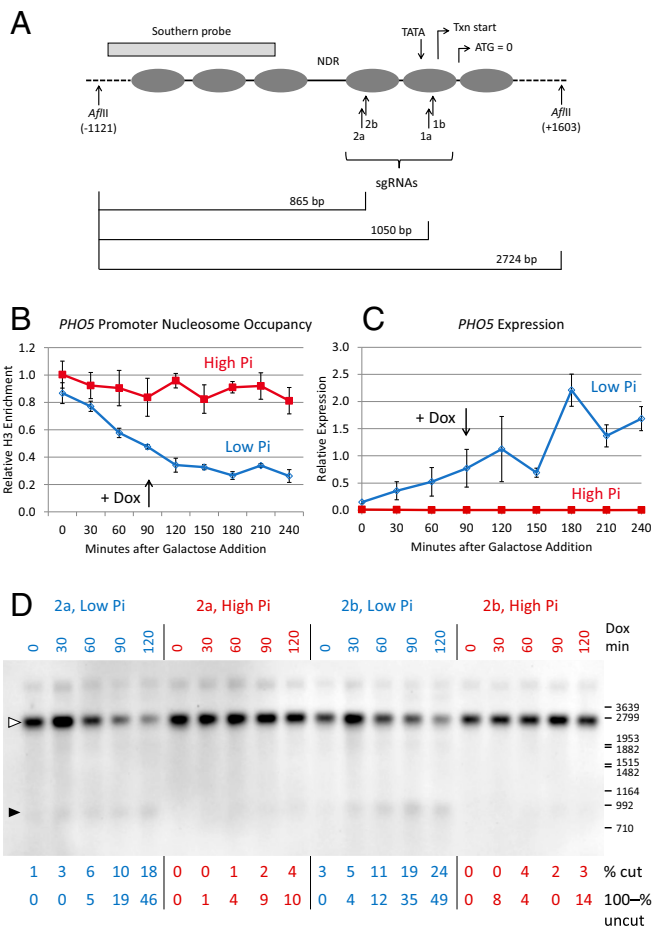 A
Southern probe
NDR
TATA
Txn start
ATG = 0
AflII
(-1121)
2b
2a
1b
1a
AflII
(+1603)
sgRNAs
865 bp
1050 bp
2724 bp
B
PHO5 Promoter Nucleosome Occupancy
Relative H3 Enrichment
1.2
1.0
0.8
0.6
0.4
0.2
0.0
High Pi
Low Pi
+ Dox
0 30 60 90 120 150 180 210 240
Minutes after Galactose Addition
C
PHO5 Expression
Relative Expression
3.0
2.5
2.0
1.5
1.0
0.5
0.0
+ Dox
Low Pi
High Pi
0 30 60 90 120 150 180 210 240
Minutes after Galactose Addition
D
2a, Low Pi 2a, High Pi 2b, Low Pi 2b, High Pi
0 30 60 90 120 0 30 60 90 120 0 30 60 90 120 0 30 60 90 120 Dox min
3639
2799
1953
1882
1515
1482
1164
992
710
1 3 6 10 18 0 0 1 2 4 3 5 11 19 24 0 0 4 2 3 % cut
0 0 5 19 46 0 1 4 9 10 0 4 12 35 49 0 8 4 0 14 100–% uncut